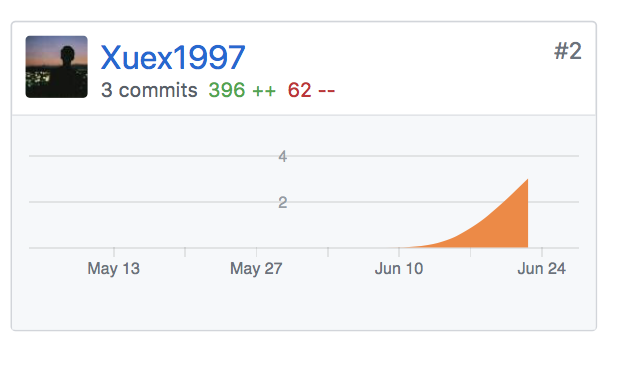 Xuex1997 #2
3 commits 396 ++ 62 --
4
2
May 13 May 27 Jun 10 Jun 24